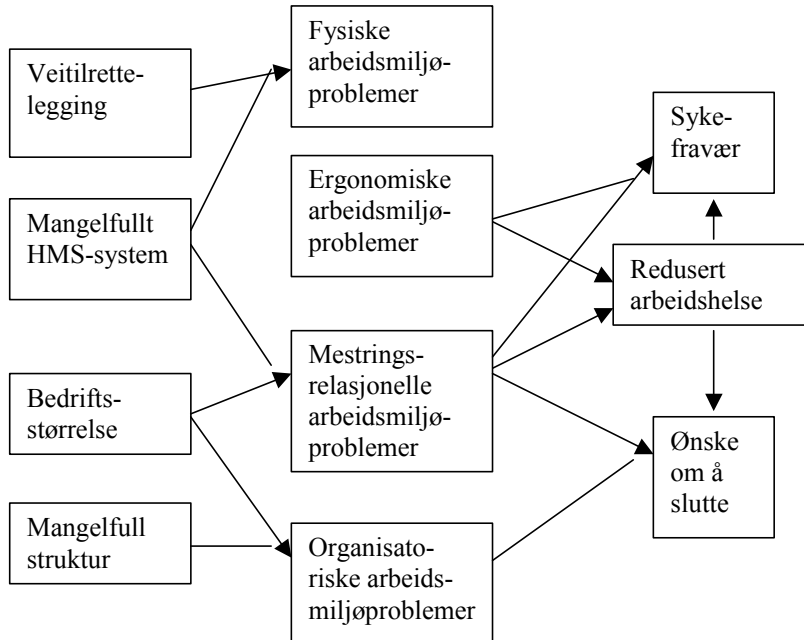 Veitilrette-
legging
Mangelfullt
HMS-system
Bedrifts-
størrelse
Mangelfull
struktur
Fysiske
arbeidsmiljø-
problemer
Ergonomiske
arbeidsmiljø-
problemer
Mestrings-
relasjonelle
arbeidsmiljø-
problemer
Organisato-
riske arbeids-
miljøproblemer
Syke-
fravær
Redusert
arbeidshelse
Ønske
om å
slutte